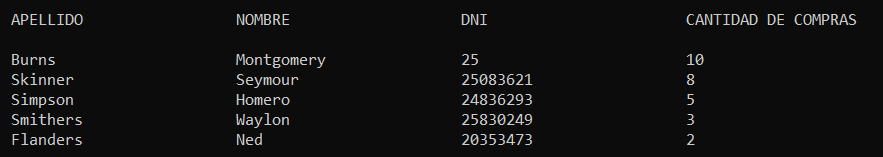 APELLIDO NOMBRE DNI CANTIDAD DE COMPRAS
Burns Montgomery 25 10
Skinner Seymour 25083621 8
Simpson Homero 24836293 5
Smithers Waylon 25830249 3
Flanders Ned 20353473 2